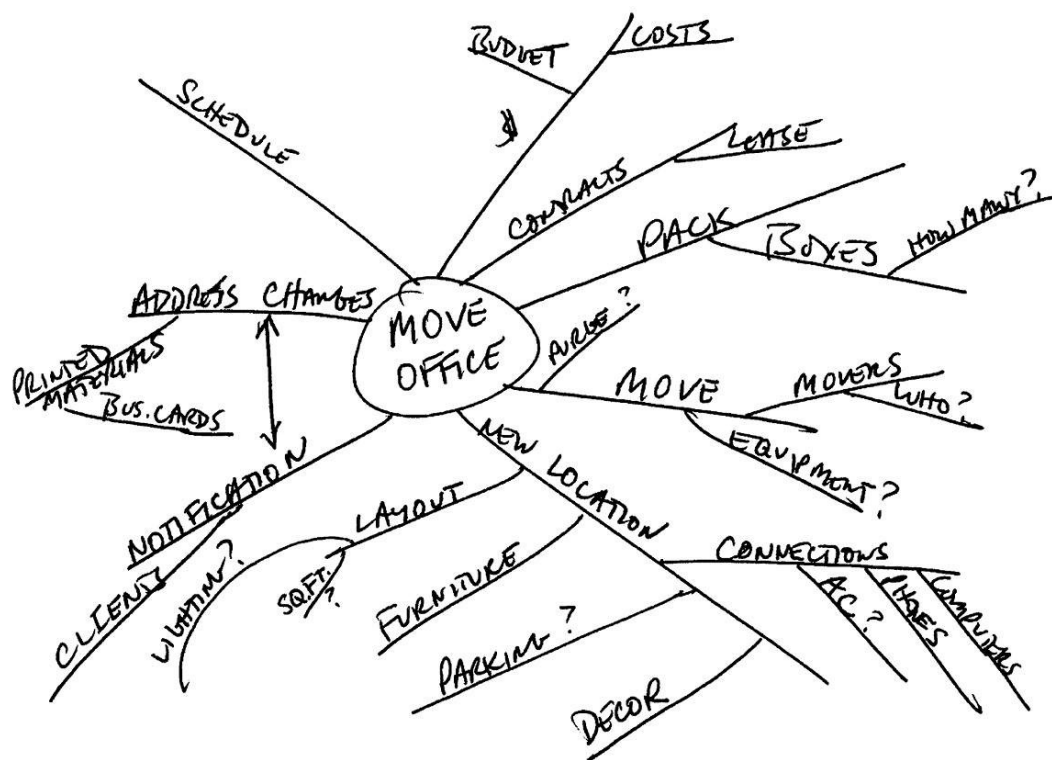 BUDGET
COSTS
SCHEDULE
$
CONTRACTS
LEASE
PACK
BOXES
HOW MANY?
ADDRESS CHANGES
MOVE
OFFICE
PURGE?
PRINTED
MATERIALS
BUS. CARDS
MOVE
MOVERS
WHO?
EQUIPMENT?
NOTIFICATION
CLIENTS
NEW LOCATION
LAYOUT
LIGHTING?
SQ.FT.
?
FURNITURE
PARKING?
DECOR
CONNECTIONS
AC?
PHONES
COMPUTERS